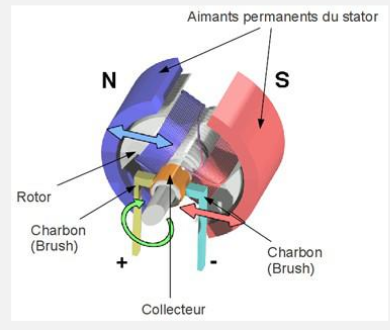 Aimants permanents du stator
N
S
Rotor
Charbon
(Brush)
+
-
Charbon
(Brush)
Collecteur